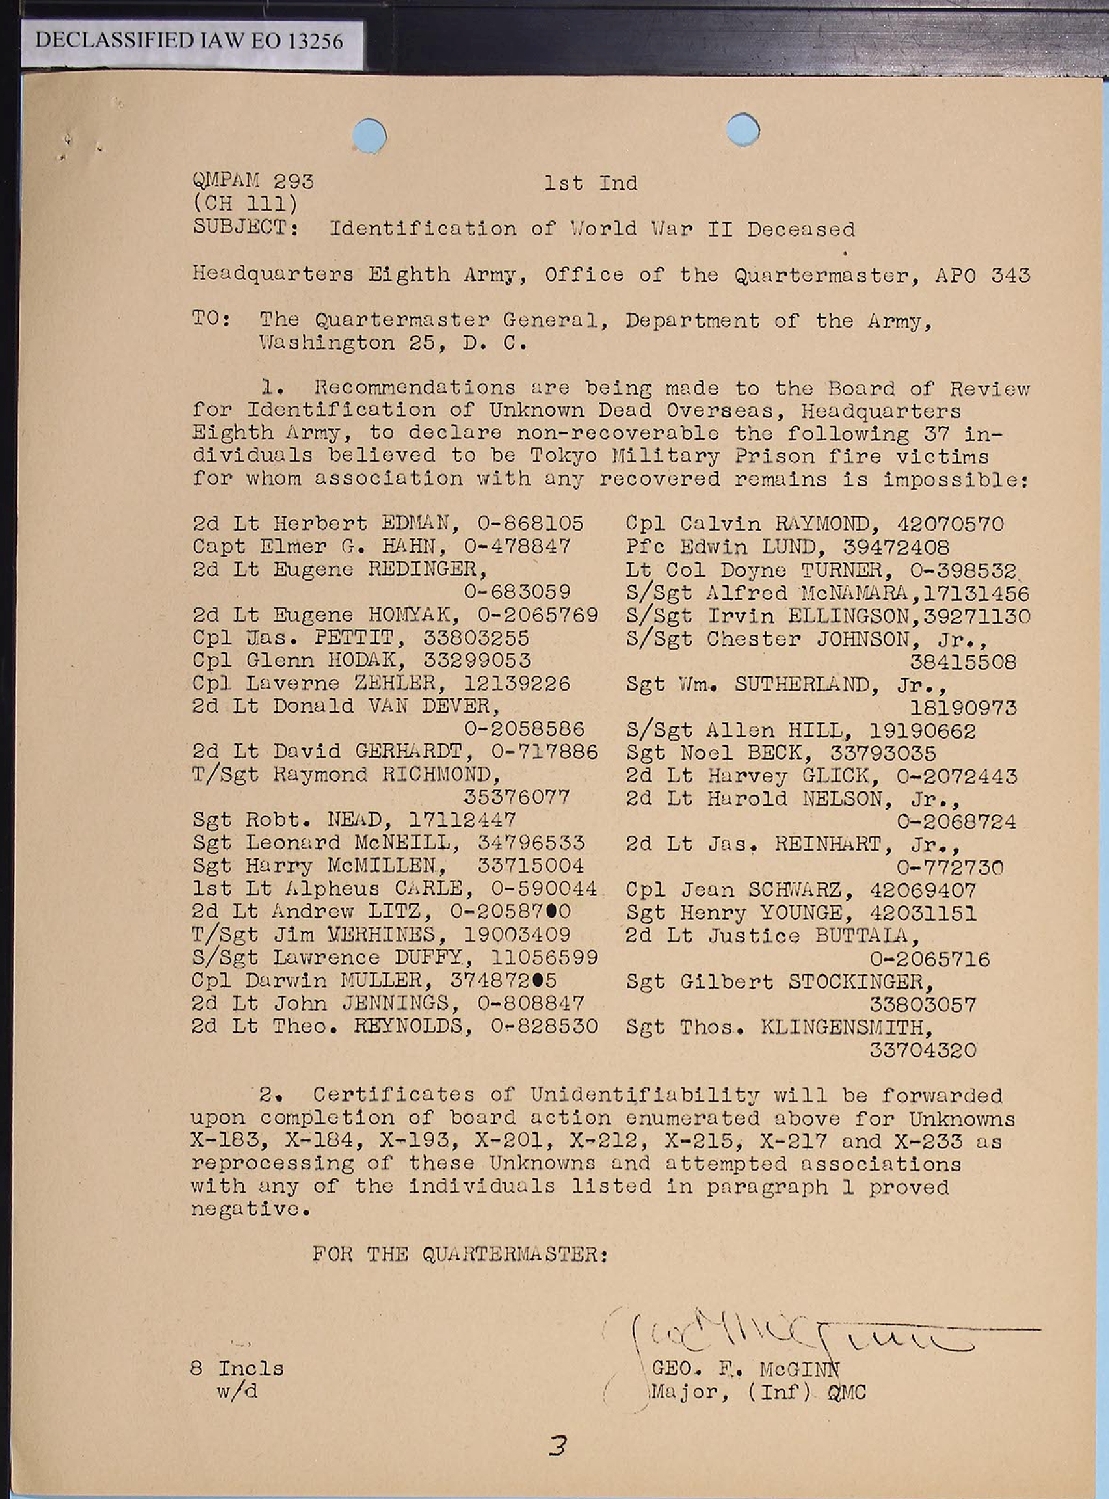 DECLASSIFIED IAW EO 13256
QMPAM 293 1st Ind
(CH 111)
SUBJECT: Identification of World War II Deceased
Headquarters Eighth Army, Office of the Quartermaster, APO 343
TO: The Quartermaster General, Department of the Army,
Washington 25, D. C.
1. Recommendations are being made to the Board of Review
for Identification of Unknown Dead Overseas, Headquarters
Eighth Army, to declare non-recoverable the following 37 in-
dividuals believed to be Tokyo Military Prison fire victims
for whom association with any recovered remains is impossible:
2d Lt Herbert EDMAN, O-868105
Capt Elmer G. HAHN, O-478847
2d Lt Eugene REDINGER,
O-683059
2d Lt Eugene HOMYAK, O-2065769
Cpl Jas. PETTIT, 33803255
Cpl Glenn HODAK, 33299053
Cpl Laverne ZEHLER, 12139226
2d Lt Donald VAN DEVER,
O-2058586
2d Lt David GERHARDT, O-717886
T/Sgt Raymond RICHMOND,
35376077
Sgt Robt. NEAD, 17112447
Sgt Leonard McNEILL, 34796533
Sgt Harry McMILLEN, 33715004
1st Lt Alpheus CARLE, O-590044
2d Lt Andrew LITZ,
T/Sgt Jim VERHINES, 19003409
S/Sgt Lawrence DUFFY, 11056599
Cpl Darwin MULLER,
2d Lt John JENNINGS, O-808847
2d Lt Theo. REYNOLDS, O-828530
Cpl Calvin RAYMOND, 42070570
Pfc Edwin LUND, 39472408
Lt Col Doyne TURNER, O-398532
S/Sgt Alfred McNAMARA,17131456
S/Sgt Irvin ELLINGSON,39271130
S/Sgt Chester JOHNSON, Jr.,
38415508
Sgt Wm. SUTHERLAND, Jr.,
18190973
S/Sgt Allen HILL, 19190662
Sgt Noel BECK, 33793035
2d Lt Harvey GLICK, O-2072443
2d Lt Harold NELSON, Jr.,
O-2068724
2d Lt Jas. REINHART, Jr.,
O-772730
Cpl Jean SCHWARZ, 42069407
Sgt Henry YOUNGE, 42031151
2d Lt Justice BUTTALA,
O-2065716
Sgt Gilbert STOCKINGER,
33803057
Sgt Thos. KLINGENSMITH,
33704320
2. Certificates of Unidentifiability will be forwarded
upon completion of board action enumerated above for Unknowns
X-183, X-184, X-193, X-201, X-212, X-215, X-217 and X-233 as
reprocessing of these Unknowns and attempted associations
with any of the individuals listed in paragraph 1 proved
negative.
FOR THE QUARTERMASTER:
Geo F McGinn
8 Incls
w/d
GEO. F. McGINN
Major, (Inf) QMC
3